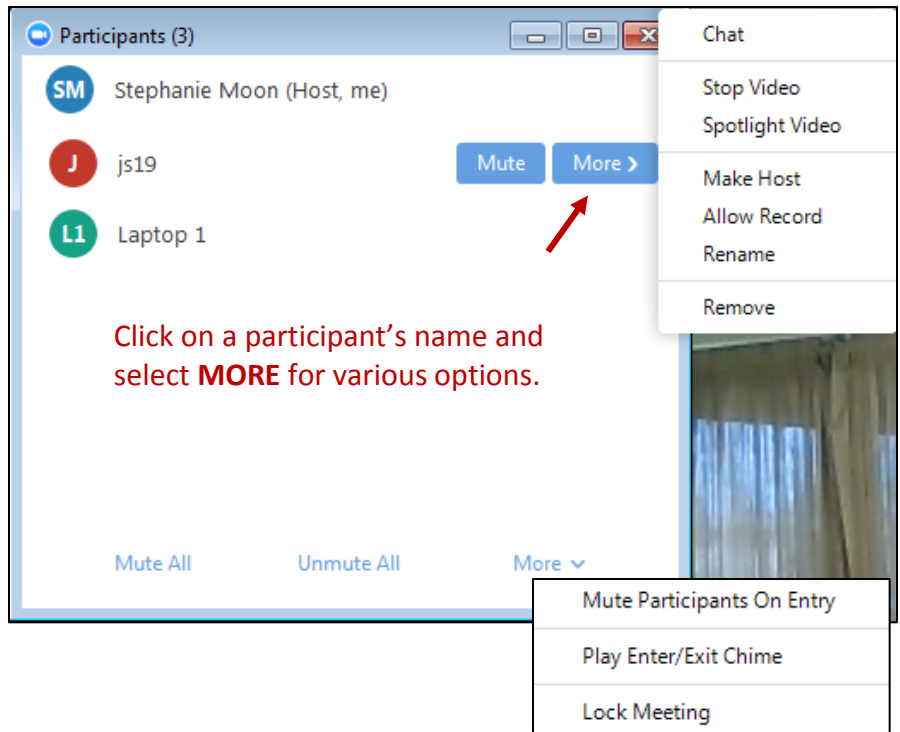 Participants (3)
SM Stephanie Moon (Host, me)
J js19 Mute More >
L1 Laptop 1
Chat
Stop Video
Spotlight Video
Make Host
Allow Record
Rename
Remove
Click on a participant’s name and
select MORE for various options.
Mute All Unmute All More
Mute Participants On Entry
Play Enter/Exit Chime
Lock Meeting